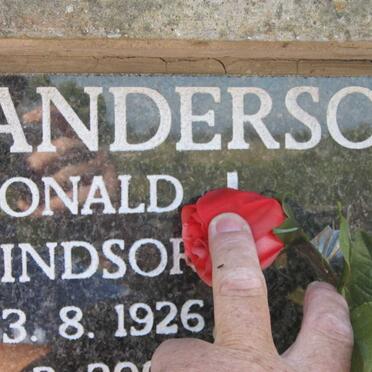 ANDERSO
ONALD
INDSOR
3.8.1926